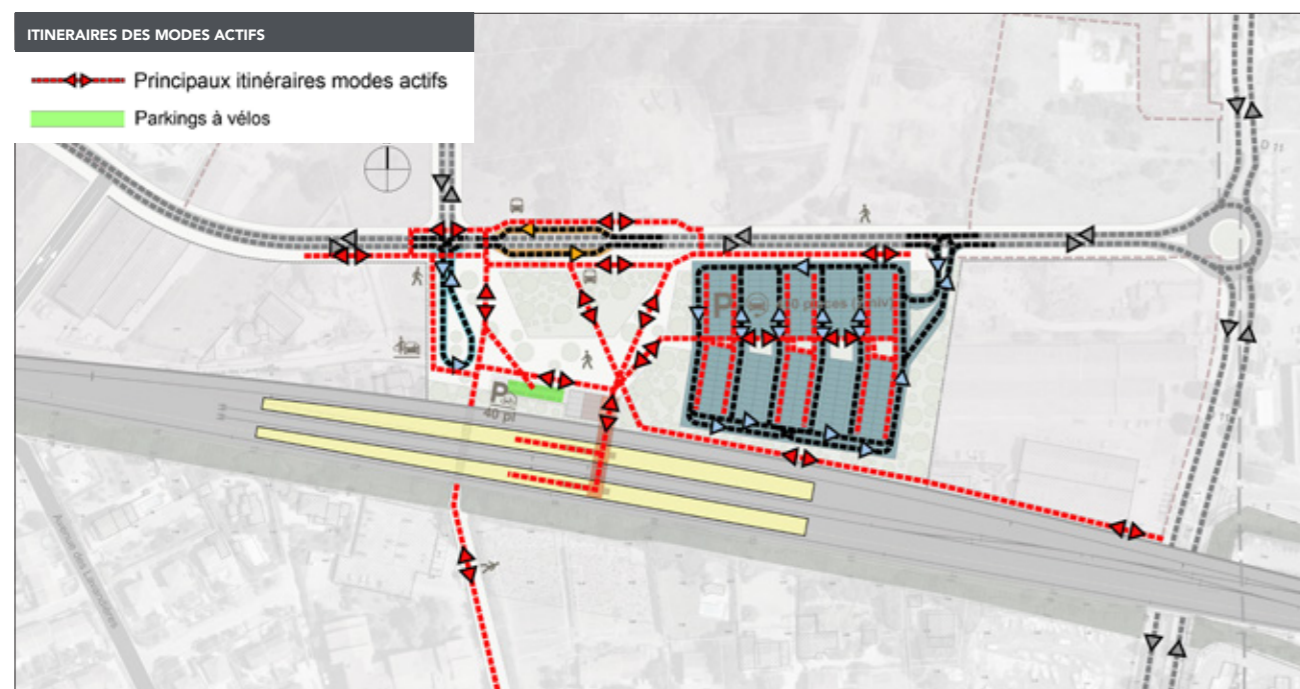 ITINERAIRES DES MODES ACTIFS
Principaux itinéraires modes actifs
Parkings à vélos
D 11
P
P
40 pl